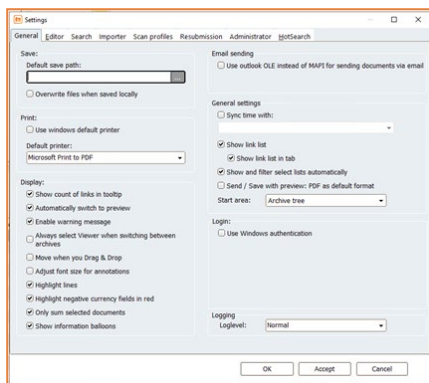 Settings
General Editor Search Importer Scan profiles Resubmission Administrator HotSearch
Save:
Default save path:
...
Overwrite files when saved locally
Print:
Use windows default printer
Default printer:
Microsoft Print to PDF
Display:
Show count of links in tooltip
Automatically switch to preview
Enable warning message
Always select Viewer when switching between
archives
Move when you Drag & Drop
Adjust font size for annotations
Highlight lines
Highlight negative currency fields in red
Only sum selected documents
Show information balloons
Email sending
Use outlook OLE instead of MAPI for sending documents via email
General settings
Sync time with:
Show link list
Show link list in tab
Show and filter select lists automatically
Send / Save with preview: PDF as default format
Start area: Archive tree
Login:
Use Windows authentication
Logging
Loglevel: Normal
OK Accept Cancel